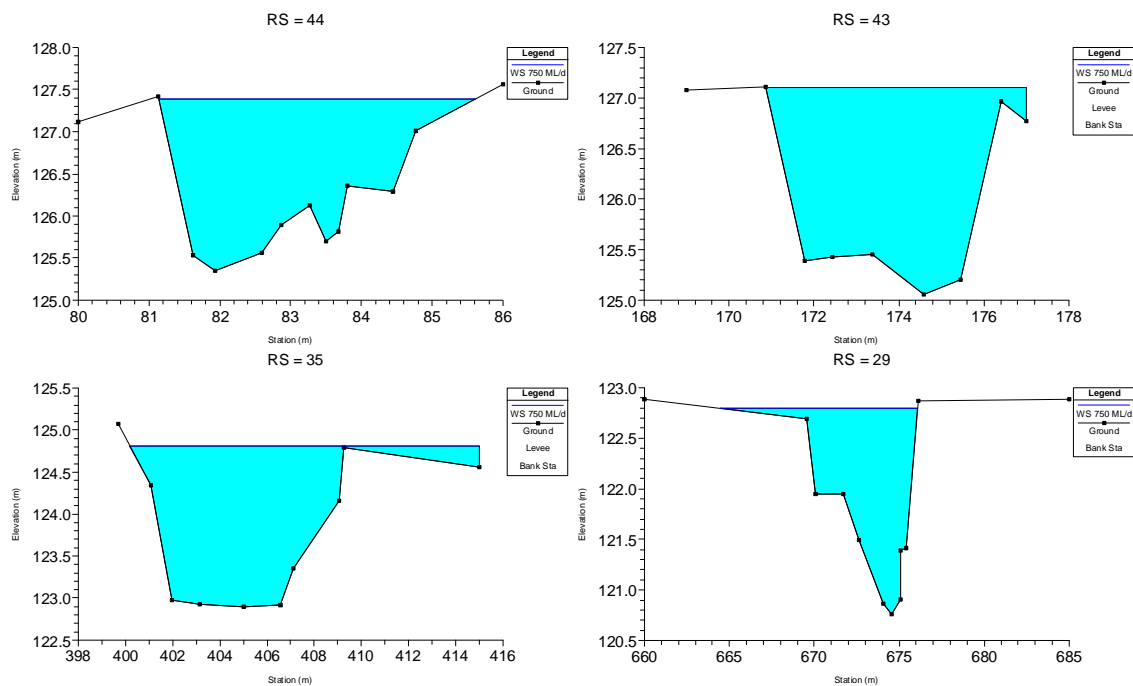 RS = 44
128.0
127.5
127.0
126.5
126.0
125.5
125.0
Elevation (m)
80 81 82 83 84 85 86
Station (m)
Legend
WS 750 ML/d
Ground
RS = 43
127.5
127.0
126.5
126.0
125.5
125.0
Elevation (m)
168 170 172 174 176 178
Station (m)
Legend
WS 750 ML/d
Ground
Levee
Bank Sta
RS = 35
125.5
125.0
124.5
124.0
123.5
123.0
122.5
Elevation (m)
398 400 402 404 406 408 410 412 414 416
Station (m)
Legend
WS 750 ML/d
Ground
Levee
Bank Sta
RS = 29
123.0
122.5
122.0
121.5
121.0
120.5
Elevation (m)
660 665 670 675 680 685
Station (m)
Legend
WS 750 ML/d
Ground
Levee
Bank Sta